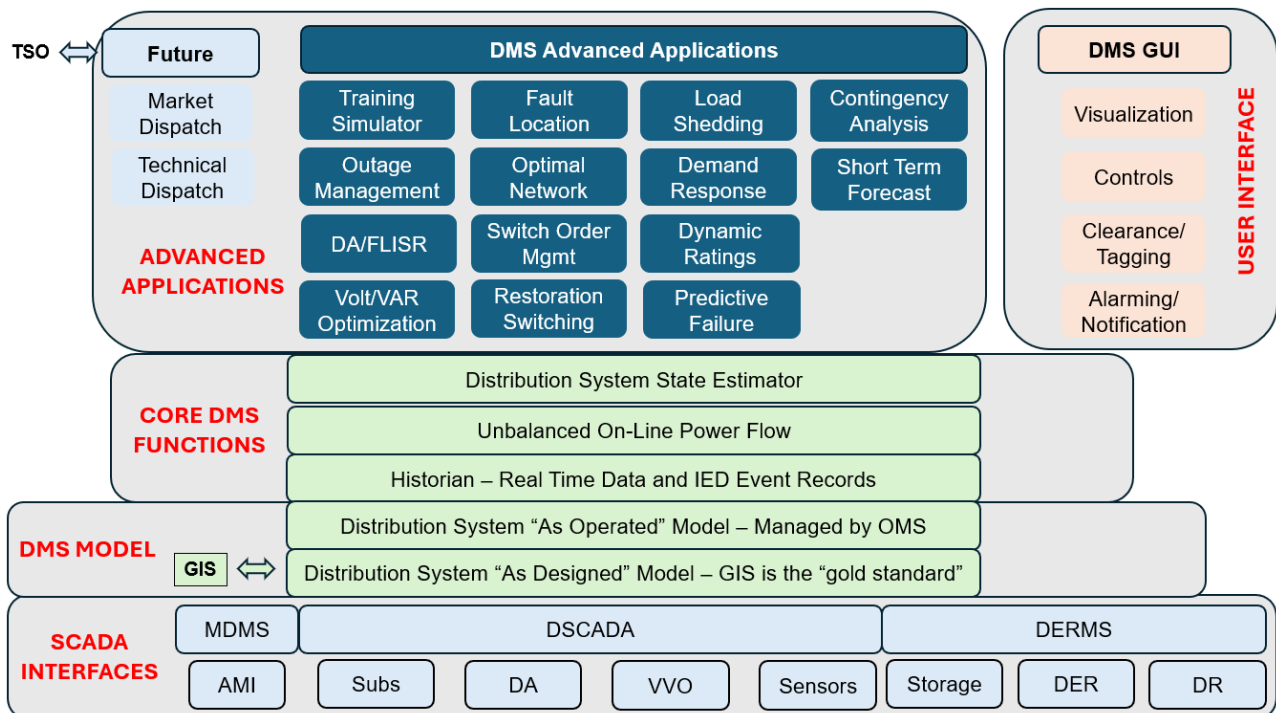 TSO
Future
Market
Dispatch
Technical
Dispatch
ADVANCED
APPLICATIONS
DMS Advanced Applications
Training
Simulator
Fault
Location
Load
Shedding
Contingency
Analysis
Outage
Management
Optimal
Network
Demand
Response
Short Term
Forecast
DA/FLISR
Switch Order
Mgmt
Dynamic
Ratings
Volt/VAR
Optimization
Restoration
Switching
Predictive
Failure
DMS GUI
Visualization
Controls
Clearance/
Tagging
Alarming/
Notification
USER INTERFACE
CORE DMS
FUNCTIONS
Distribution System State Estimator
Unbalanced On-Line Power Flow
Historian – Real Time Data and IED Event Records
DMS MODEL
GIS
Distribution System “As Operated” Model – Managed by OMS
Distribution System “As Designed” Model – GIS is the “gold standard”
SCADA
INTERFACES
MDMS
DSCADA
DERMS
AMI
Subs
DA
VVO
Sensors
Storage
DER
DR